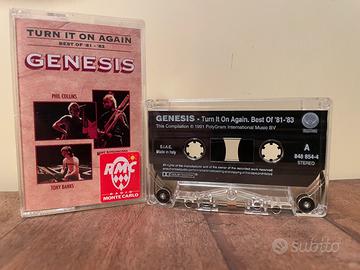 TURN IT ON AGAIN
BEST OF '81 - '83
GENESIS
PHIL COLLINS
TONY BANKS
RMC
RADIO
MONTE CARLO
GENESIS - Turn It On Again. Best Of '81-'83
This Compilation ℗ 1991 PolyGram International Music BV
S.I.A.E.
Made in Italy
A
848 854-4
STEREO
subito